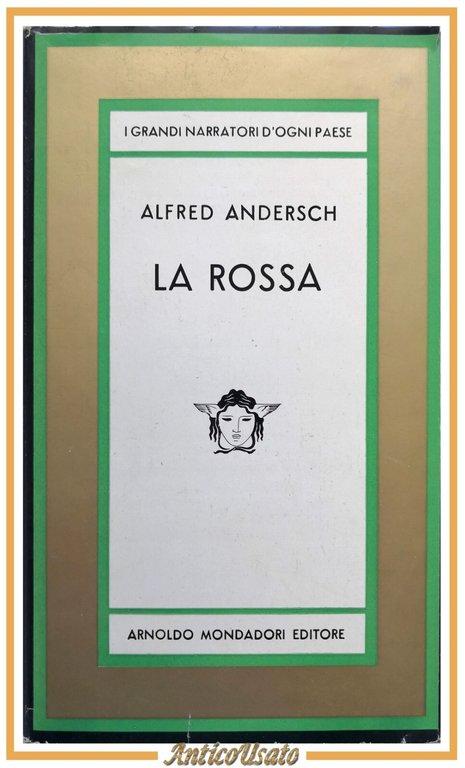 I GRANDI NARRATORI D'OGNI PAESE
ALFRED ANDERSCH
LA ROSSA
ARNOLDO MONDADORI EDITORE
AnticoUsato